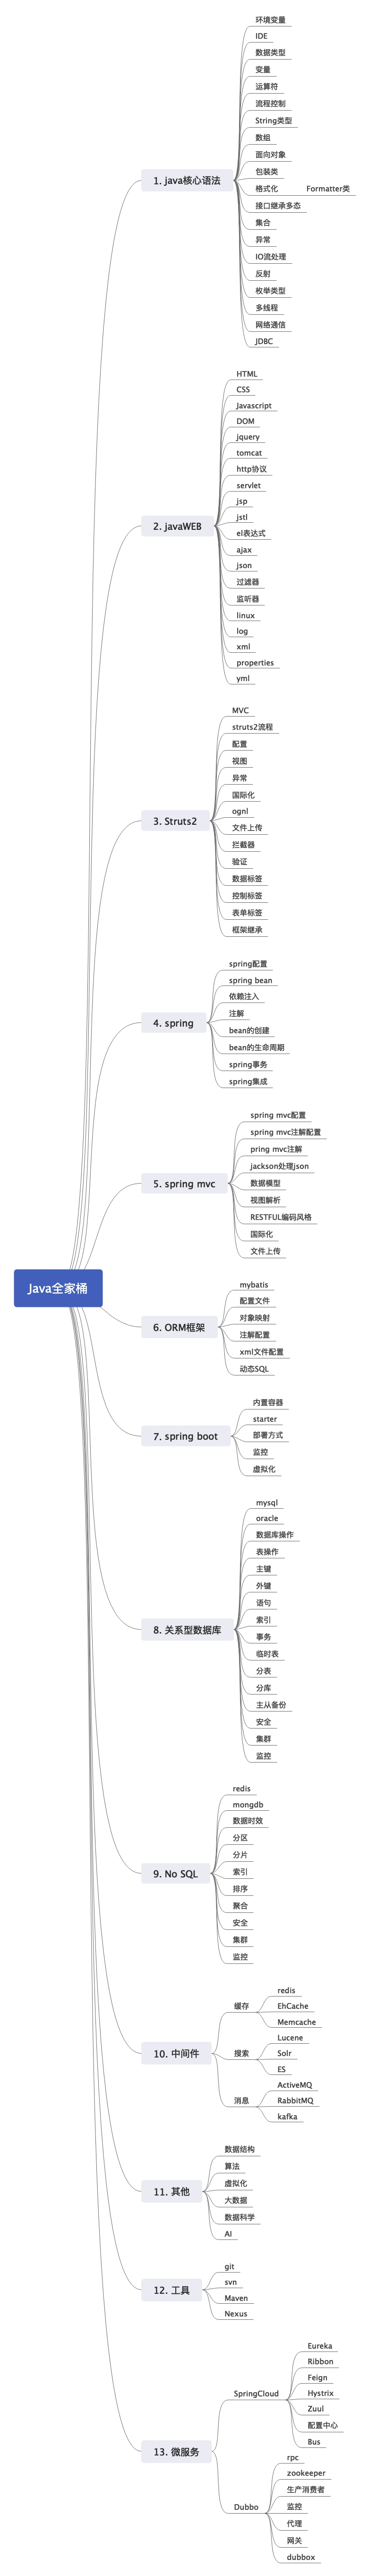 Java全家桶
1. java核心语法
环境变量
IDE
数据类型
变量
运算符
流程控制
String类型
数组
面向对象
包装类
格式化
Formatter类
接口继承多态
集合
异常
IO流处理
反射
枚举类型
多线程
网络通信
JDBC
2. javaWEB
HTML
CSS
Javascript
DOM
jquery
tomcat
http协议
servlet
jsp
jstl
el表达式
ajax
json
过滤器
监听器
linux
log
xml
properties
yml
3. Struts2
MVC
struts2流程
配置
视图
异常
国际化
ognl
文件上传
拦截器
验证
数据标签
控制标签
表单标签
框架继承
4. spring
spring配置
spring bean
依赖注入
注解
bean的创建
bean的生命周期
spring事务
spring集成
5. spring mvc
spring mvc配置
spring mvc注解配置
pring mvc注解
jackson处理json
数据模型
视图解析
RESTFUL编码风格
国际化
文件上传
6. ORM框架
mybatis
配置文件
对象映射
注解配置
xml文件配置
动态SQL
7. spring boot
内置容器
starter
部署方式
监控
虚拟化
8. 关系型数据库
mysql
oracle
数据库操作
表操作
主键
外键
语句
索引
事务
临时表
分表
分库
主从备份
安全
集群
监控
9. No SQL
redis
mongdb
数据时效
分区
分片
索引
排序
聚合
安全
集群
监控
10. 中间件
缓存
redis
EhCache
Memcache
搜索
Lucene
Solr
ES
消息
ActiveMQ
RabbitMQ
kafka
11. 其他
数据结构
算法
虚拟化
大数据
数据科学
AI
12. 工具
git
svn
Maven
Nexus
13. 微服务
SpringCloud
Eureka
Ribbon
Feign
Hystrix
Zuul
配置中心
Bus
Dubbo
rpc
zookeeper
生产消费者
监控
代理
网关
dubbox